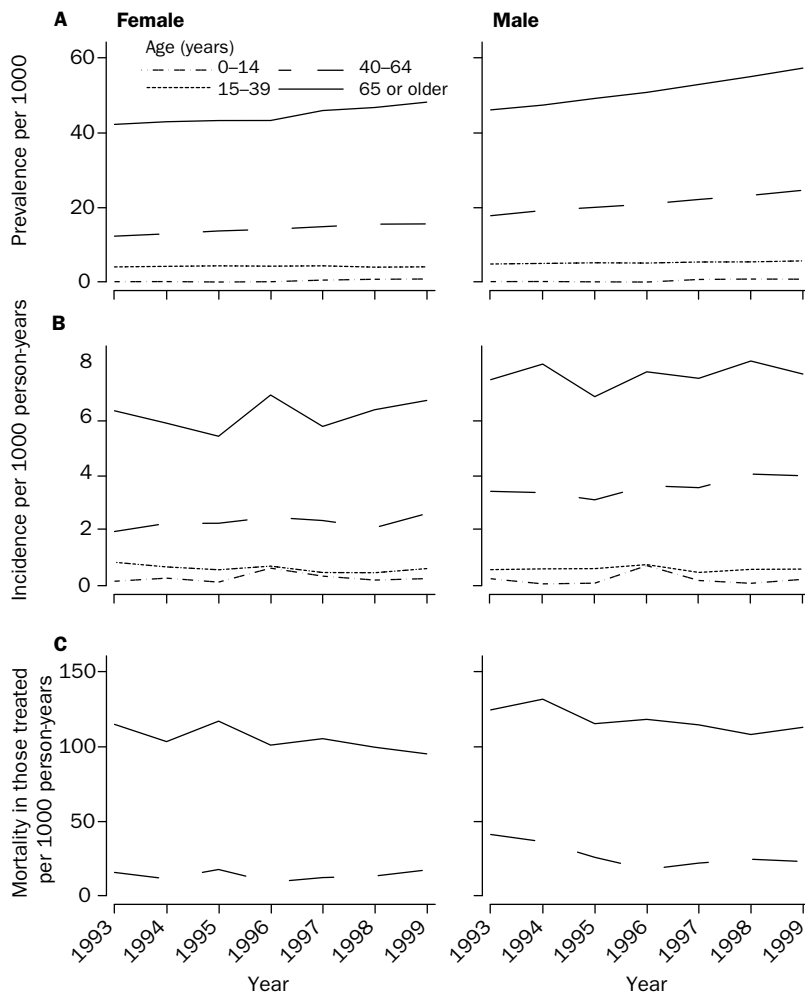 A Female Male
Age (years)
0–14 40–64
15–39 65 or older
Prevalence per 1000
60
40
20
0
B
Incidence per 1000 person-years
8
6
4
2
0
C
Mortality in those treated
per 1000 person-years
150
100
50
0
1993 1994 1995 1996 1997 1998 1999 1993 1994 1995 1996 1997 1998 1999
Year Year